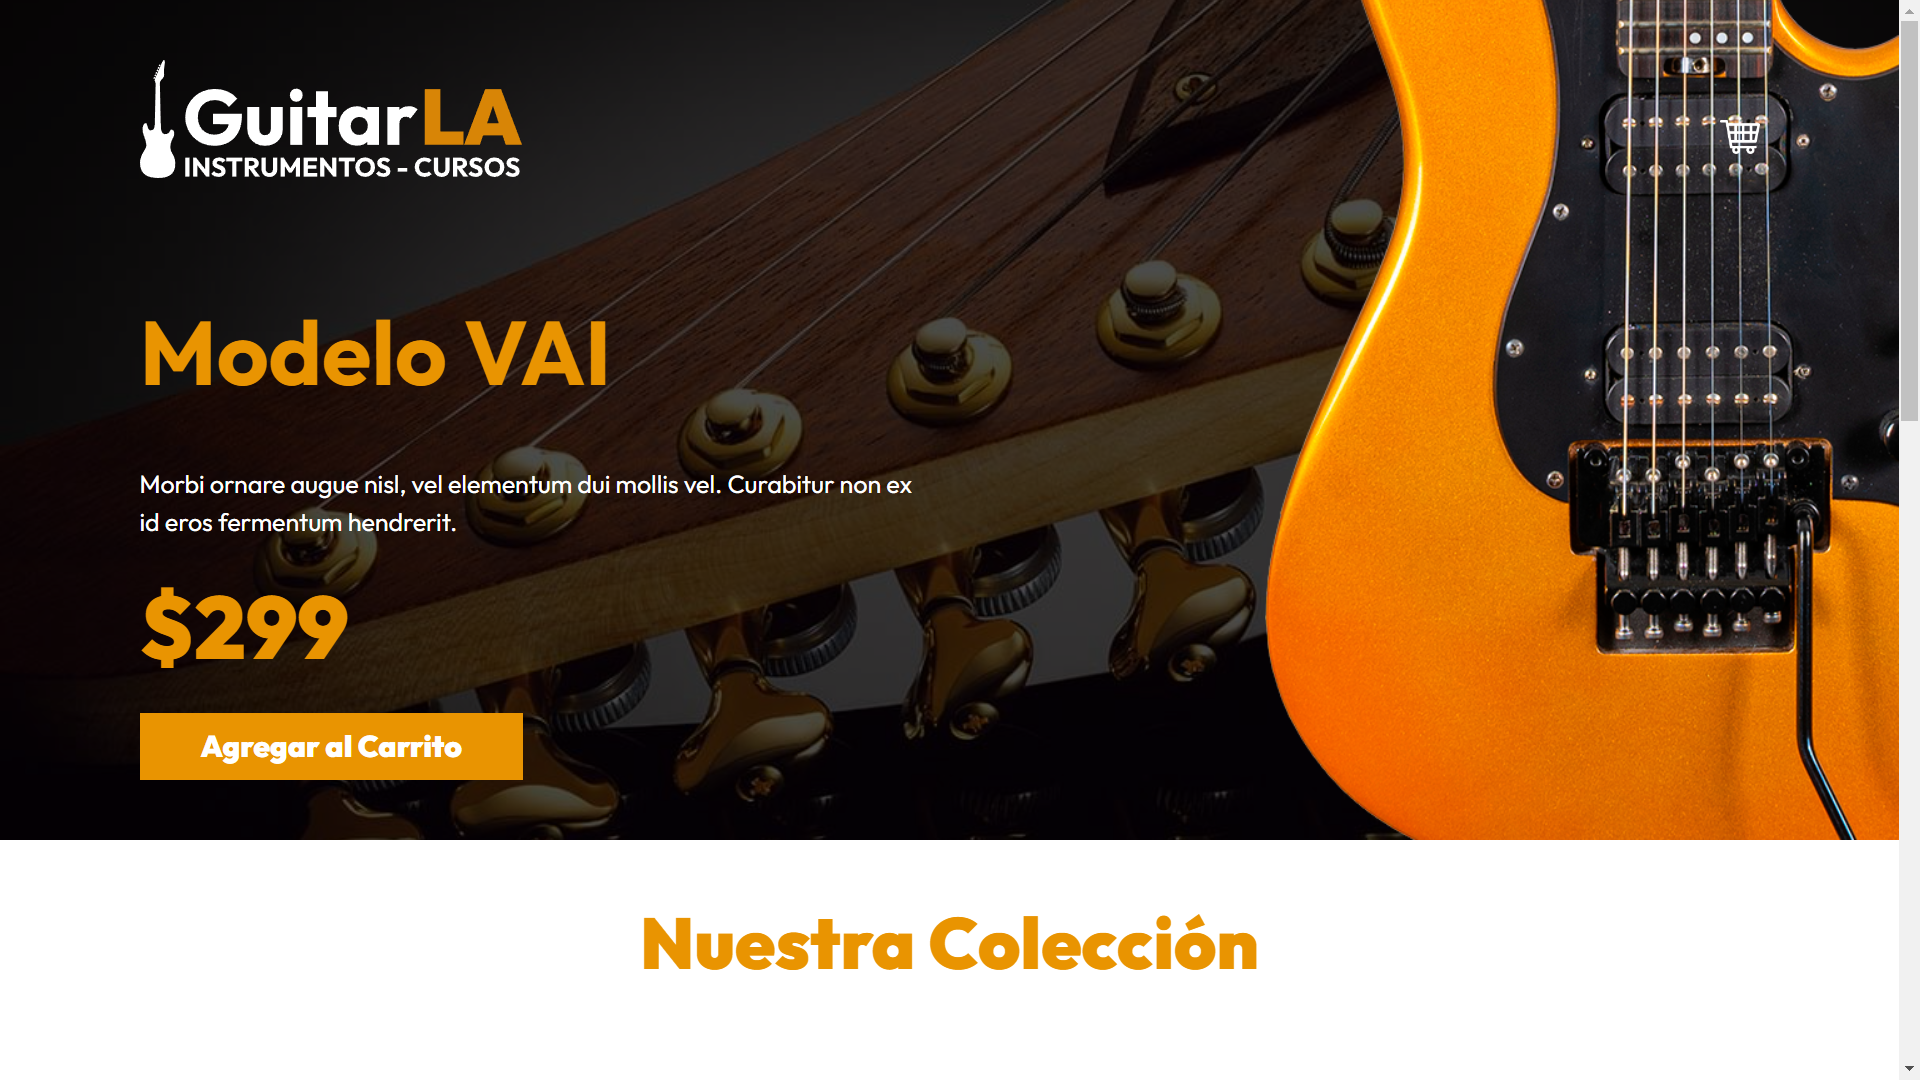 GuitarLA
INSTRUMENTOS - CURSOS
Modelo VAI
Morbi ornare augue nisl, vel elementum dui mollis vel. Curabitur non ex
id eros fermentum hendrerit.
$299
Agregar al Carrito
Nuestra Colección